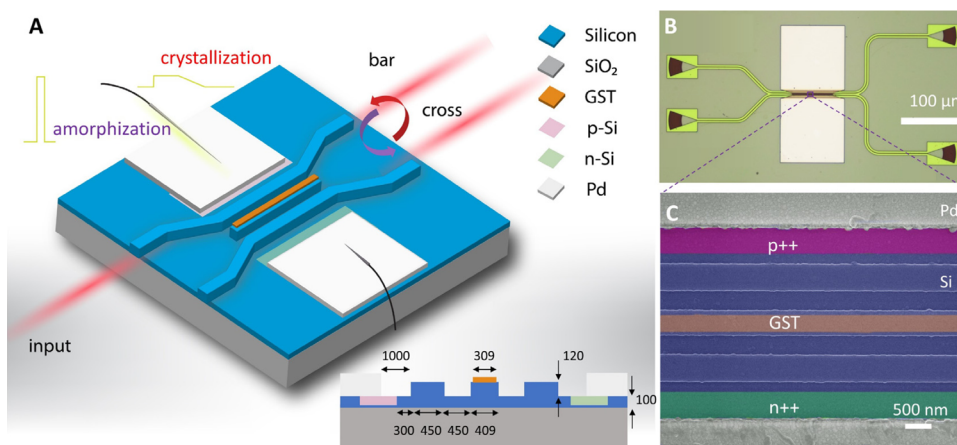 A
crystallization
amorphization
bar
cross
input
Silicon
SiO₂
GST
p-Si
n-Si
Pd
1000
309
120
100
300
450
450
409
B
100 μm
C
Pd
p++
Si
GST
n++
500 nm